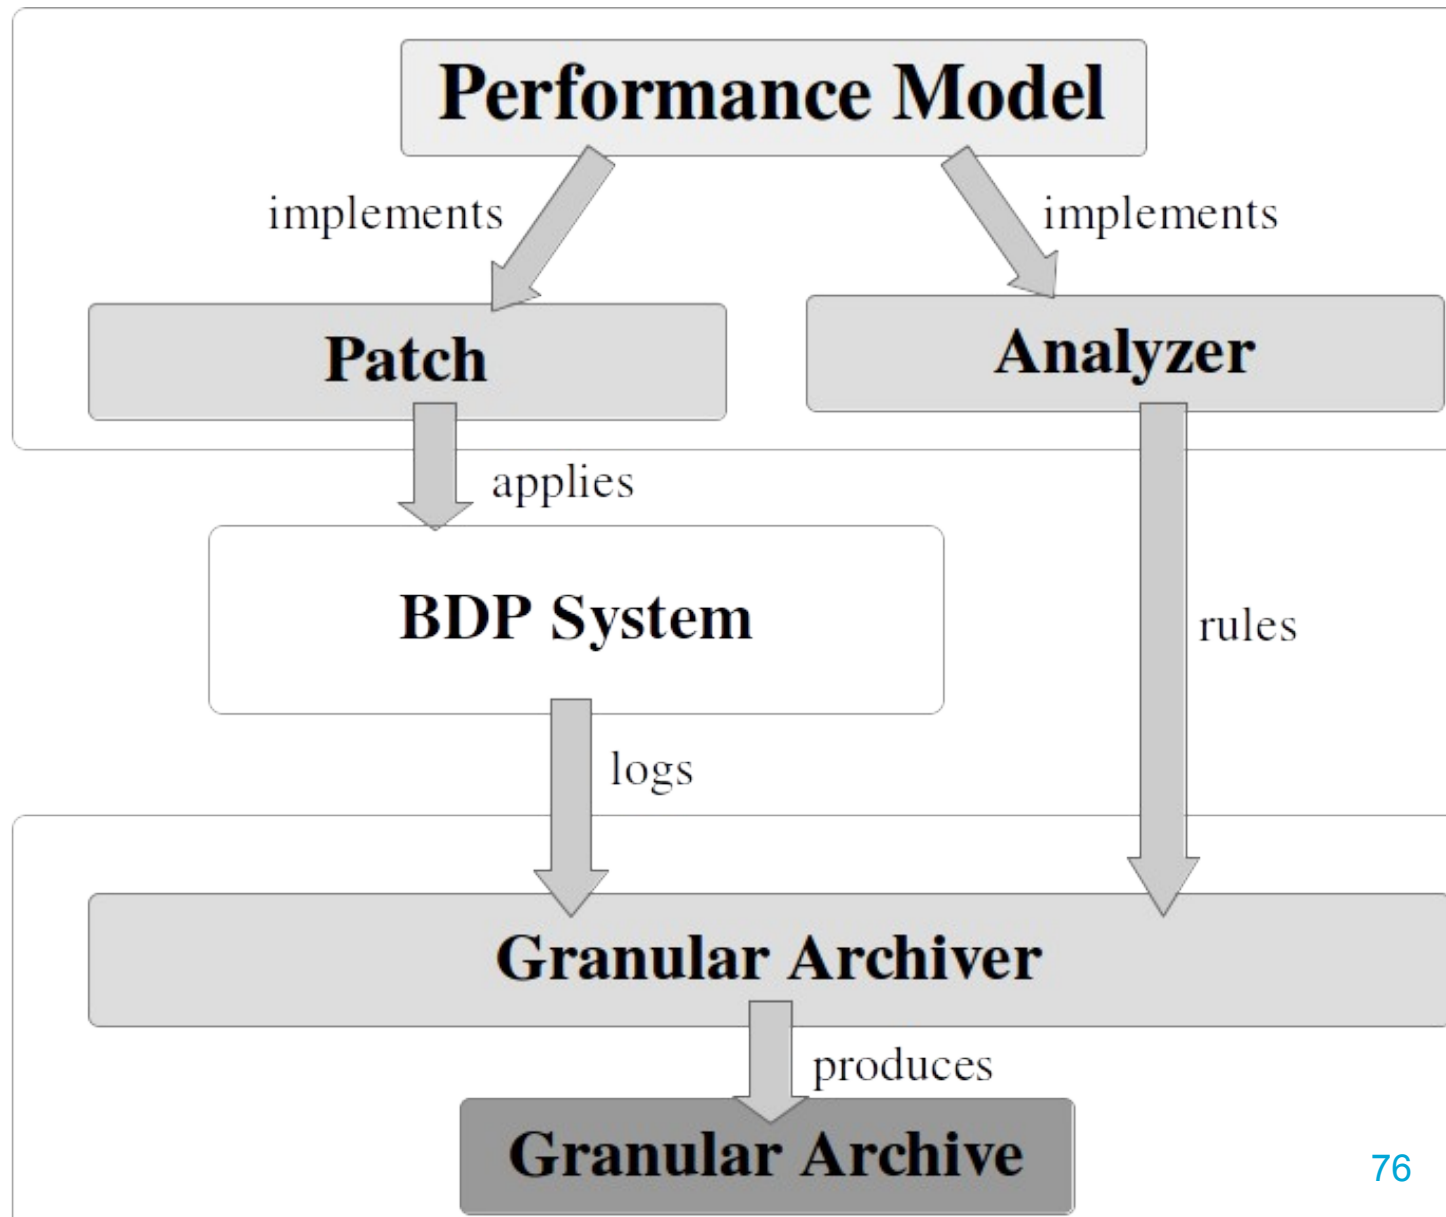 Performance Model
implements
implements
Patch
Analyzer
applies
BDP System
rules
logs
Granular Archiver
produces
Granular Archive
76